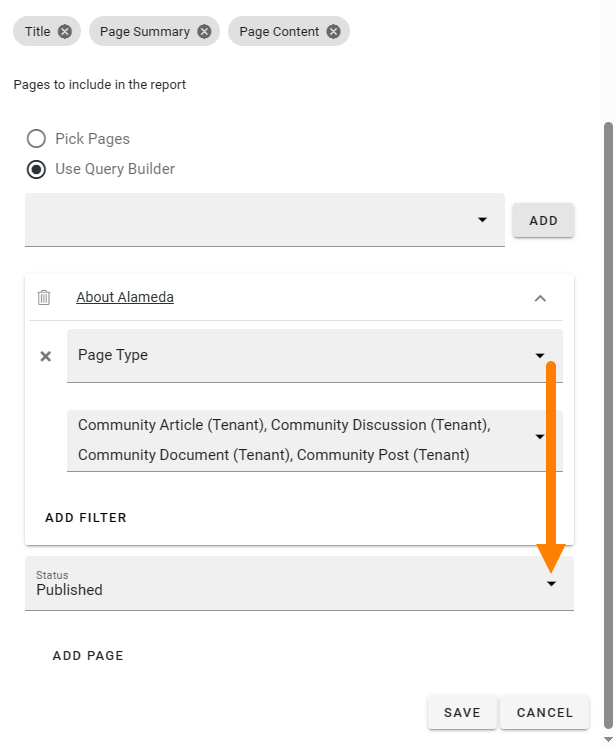 Title Page Summary Page Content
Pages to include in the report
Pick Pages
Use Query Builder
ADD
About Alameda
Page Type
Community Article (Tenant), Community Discussion (Tenant),
Community Document (Tenant), Community Post (Tenant)
ADD FILTER
Status
Published
ADD PAGE
SAVE CANCEL